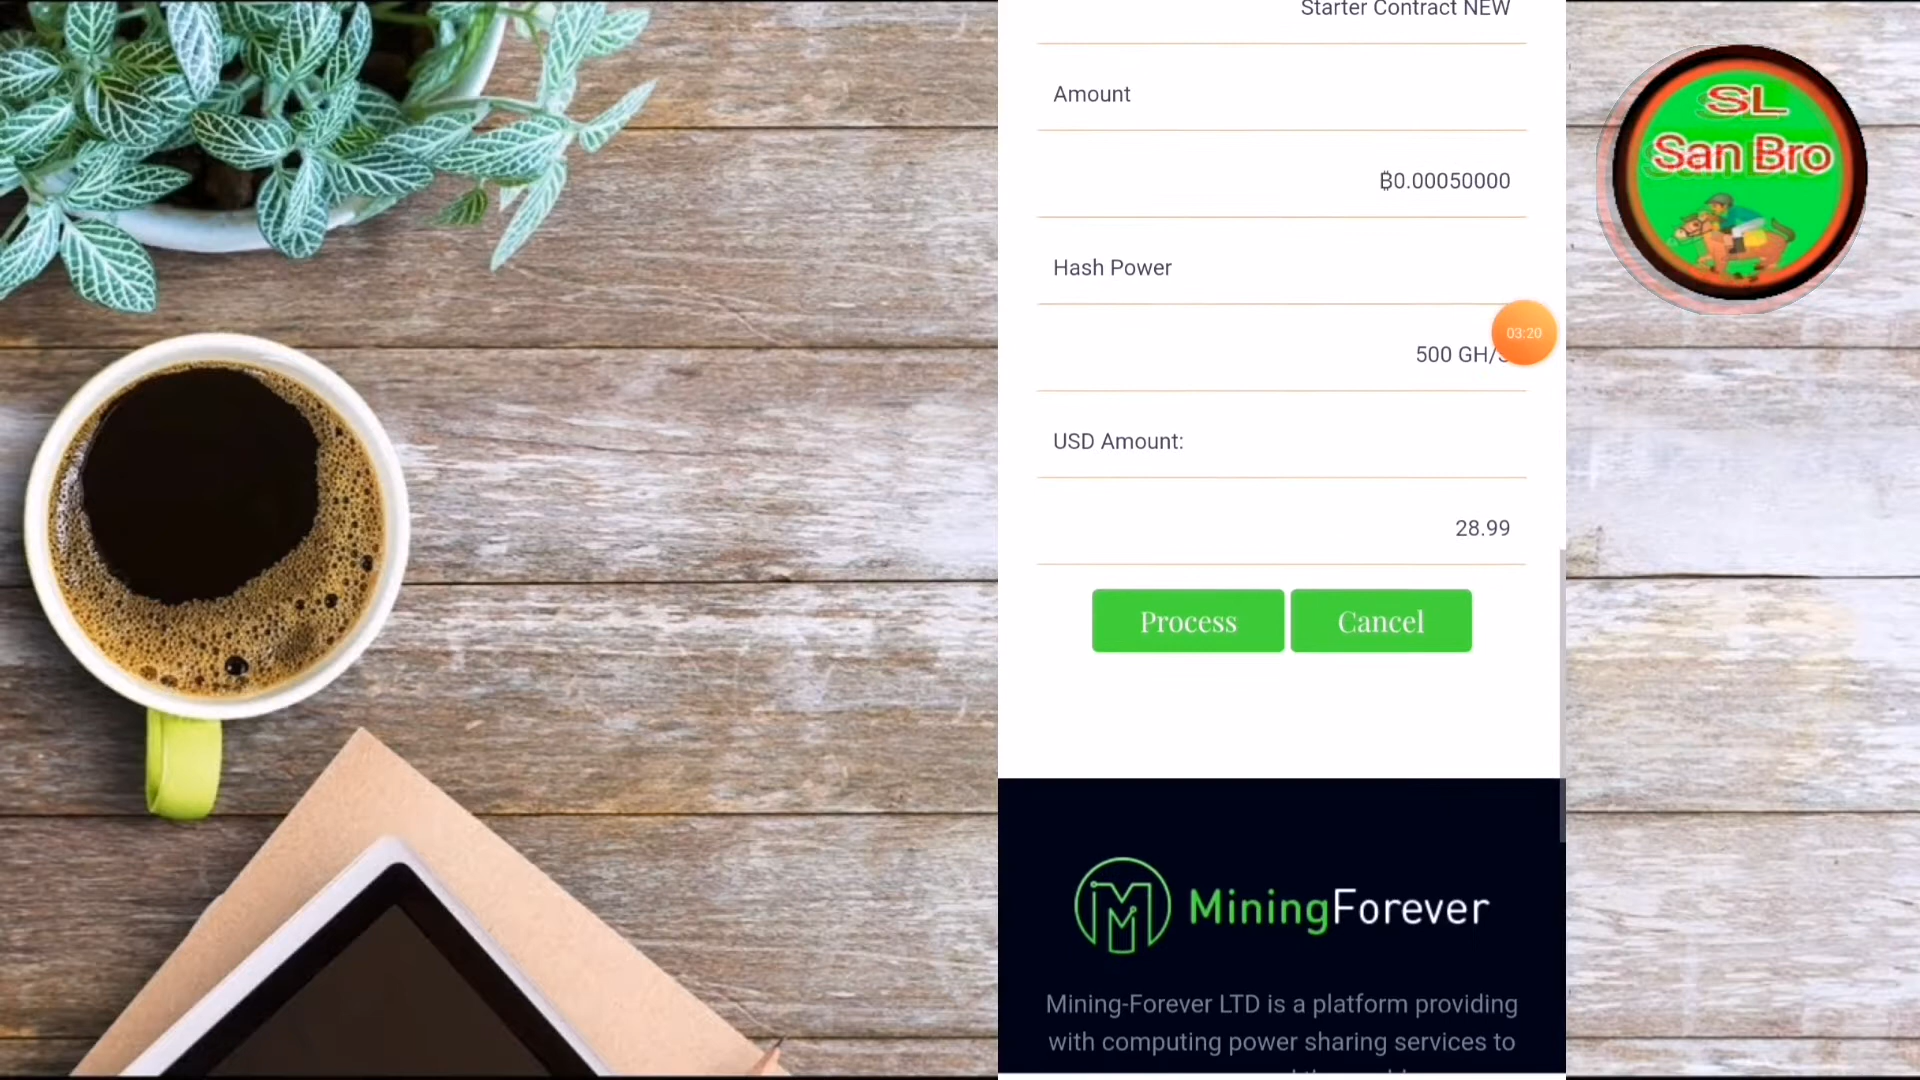 Starter Contract NEW
Amount
฿0.00050000
Hash Power
03:20
500 GH/
USD Amount:
28.99
Process Cancel
MiningForever
Mining-Forever LTD is a platform providing
with computing power sharing services to
SL
San Bro